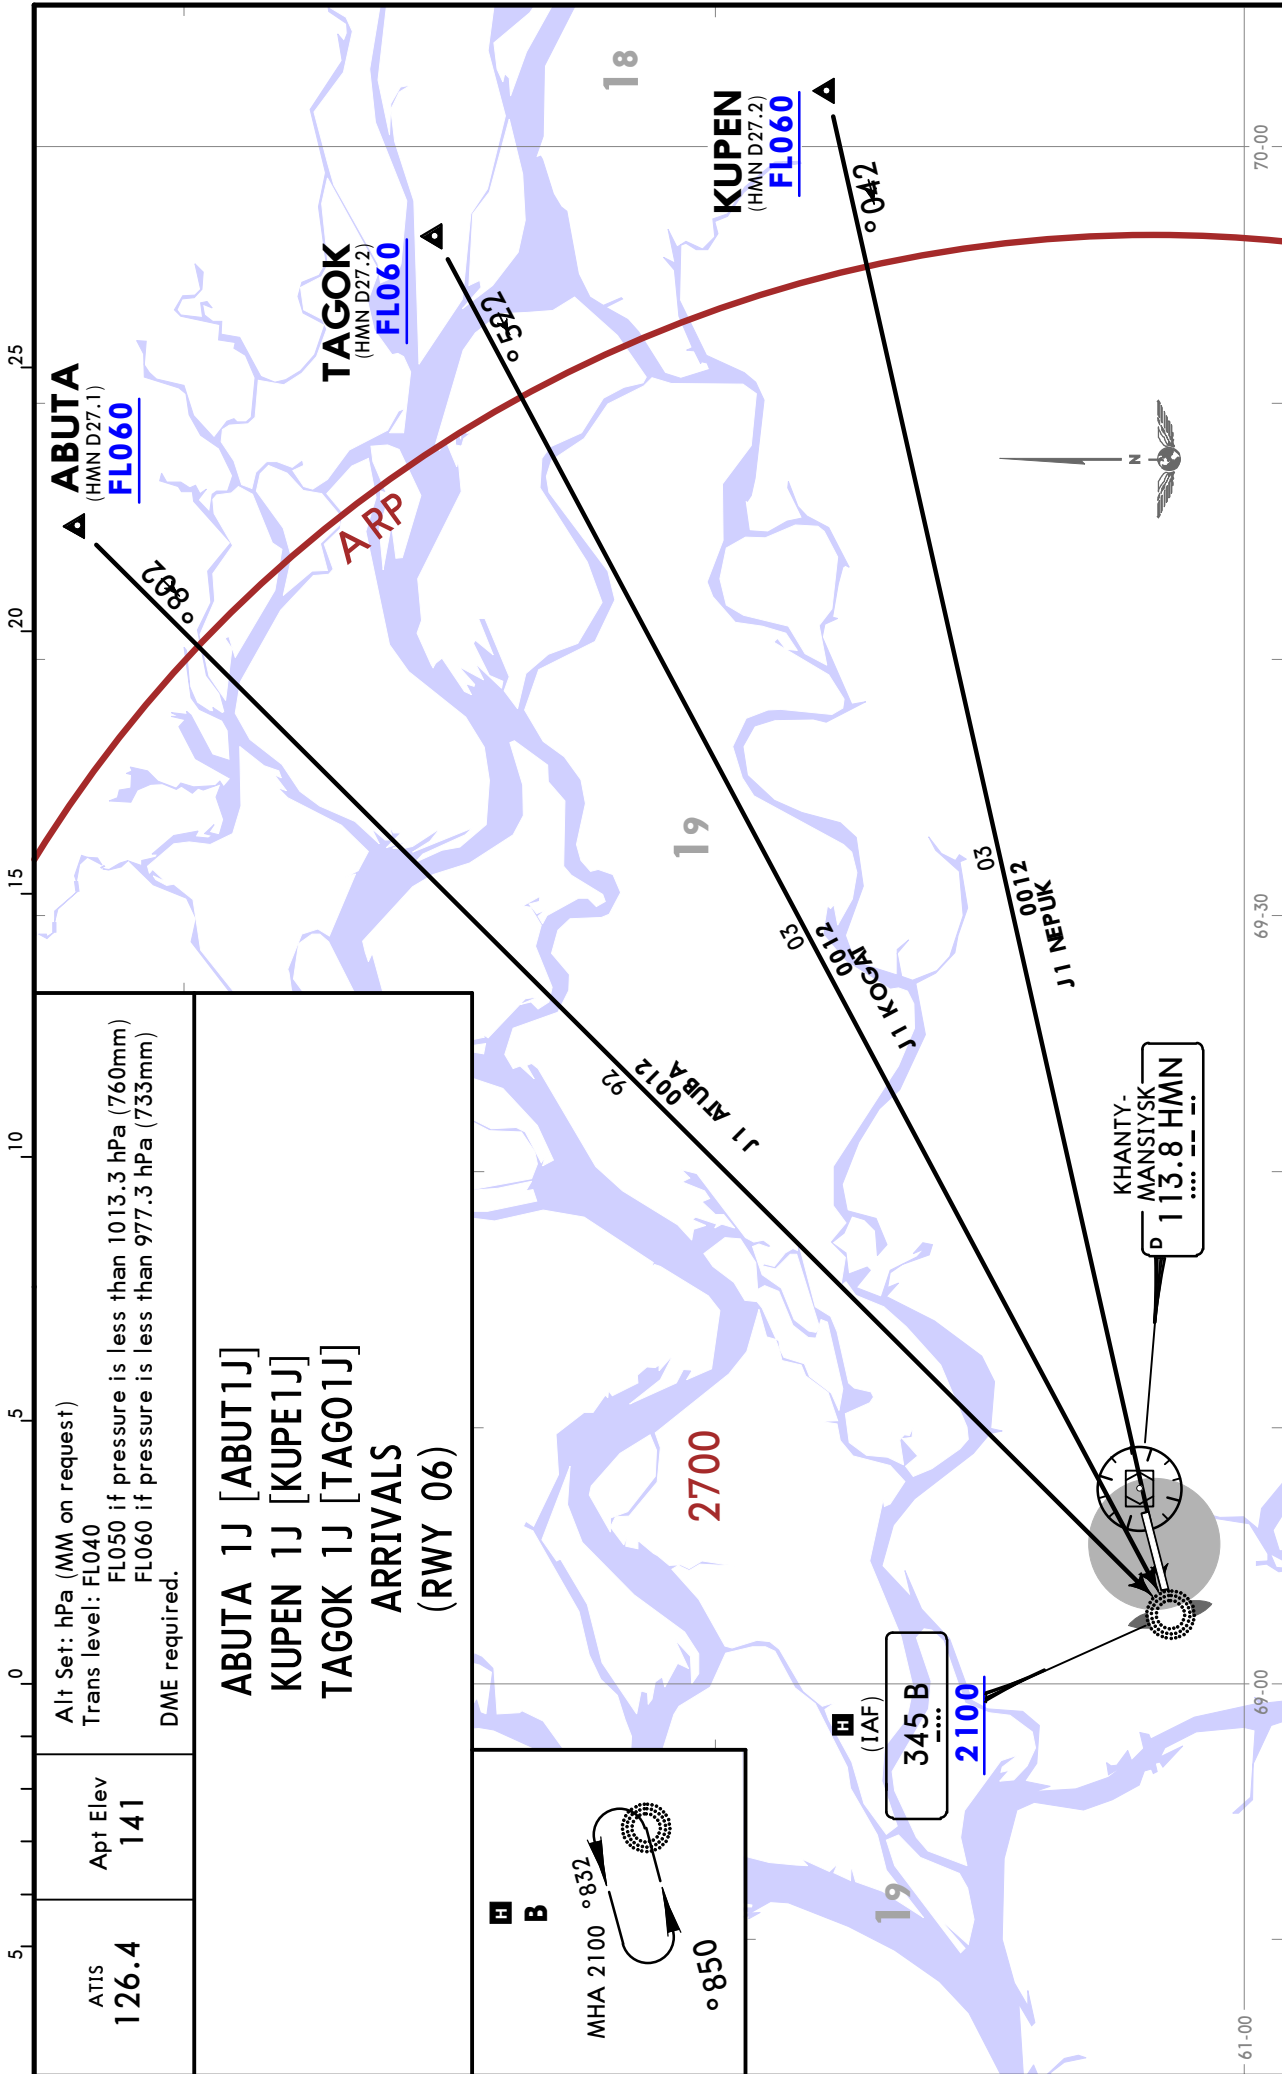 ATIS
126.4
Apt Elev
141
Alt Set: hPa (MM on request)
Trans level: FL040
FL050 if pressure is less than 1013.3 hPa (760mm)
FL060 if pressure is less than 977.3 hPa (733mm)
DME required.
ABUTA 1J [ABUT1J]
KUPEN 1J [KUPE1J]
TAGOK 1J [TAGO1J]
ARRIVALS
(RWY 06)
5
0
5
10
15
20
25
ABUTA
(HMN D27.1)
FL060
°802
TAGOK
(HMN D27.2)
FL060
°522
KUPEN
(HMN D27.2)
FL060
°042
A RP
18
19
19
92
0012
J1 ATUBA
03
0012
J1 KOGAT
03
0012
J1 NEPUK
2700
N
KHANTY-
MANSIYSK
D 113.8 HMN
H
(IAF)
345 B
2100
H
B
MHA 2100
°832
°850
70-00
69-30
69-00
61-00